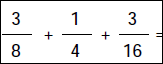 3/8 + 1/4 + 3/16 =